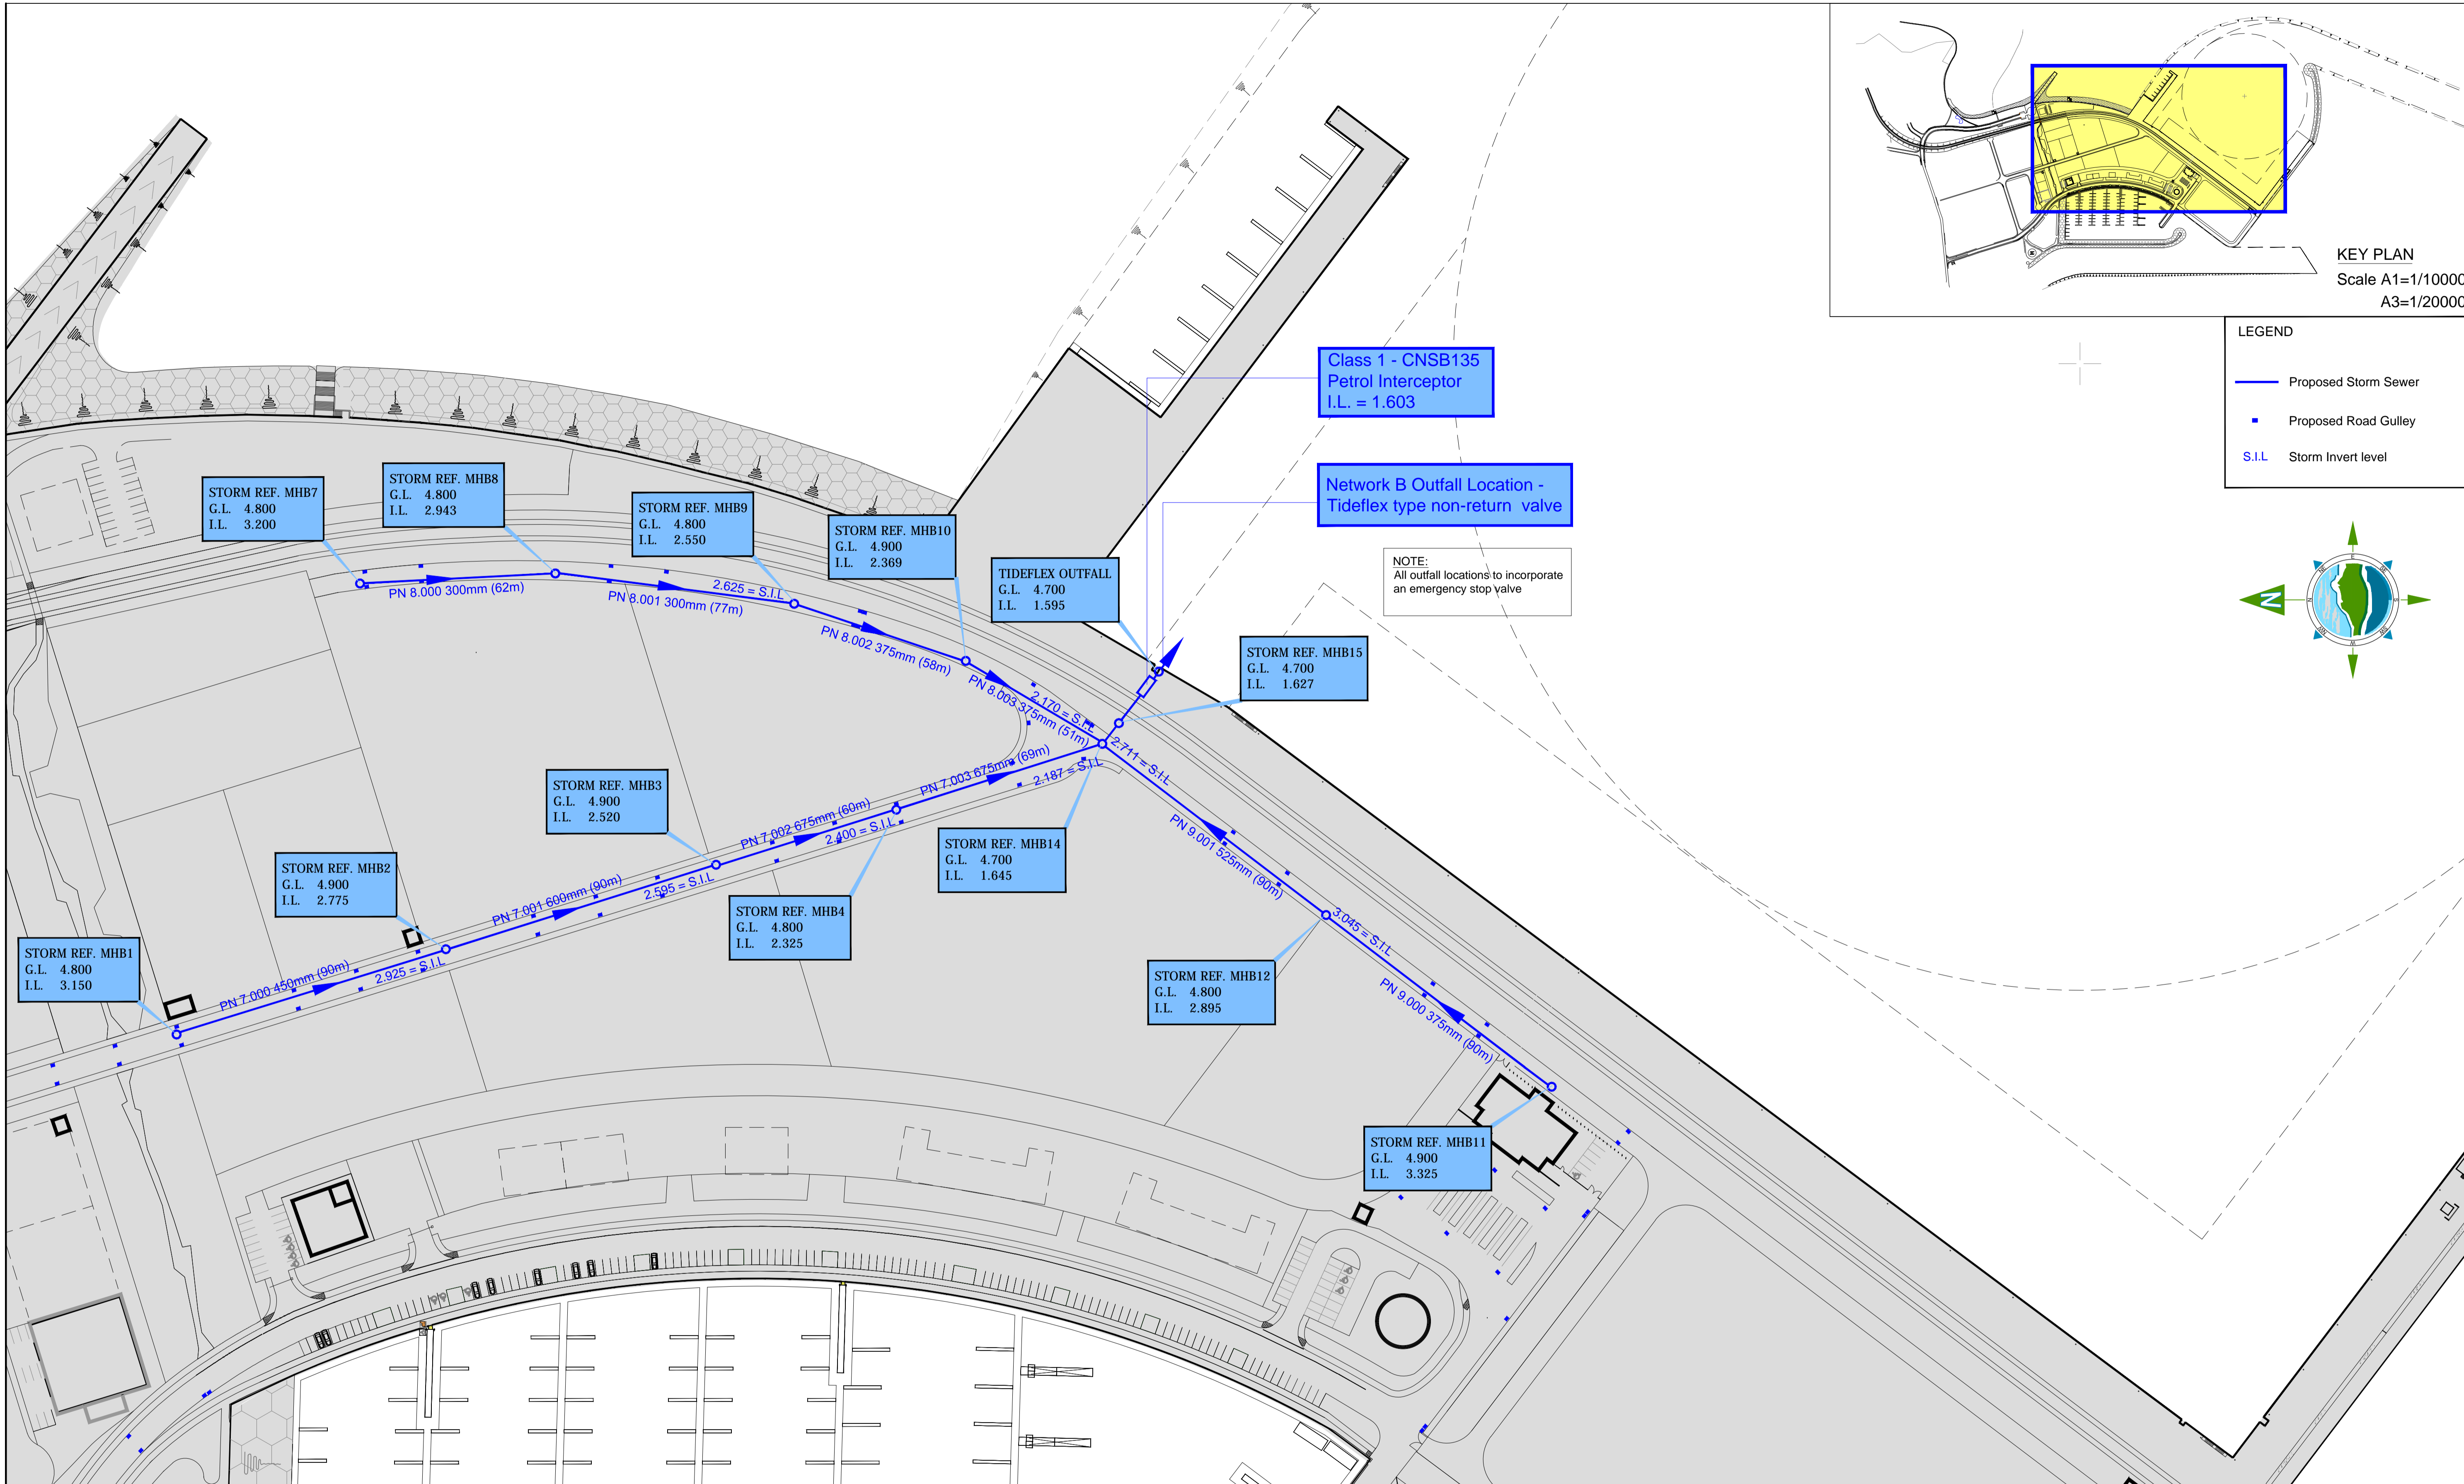 KEY PLAN
Scale A1=1/10000
A3=1/20000
LEGEND
Proposed Storm Sewer
Proposed Road Gulley
S.I.L Storm Invert level
Class 1 - CNSB135
Petrol Interceptor
I.L. = 1.603
Network B Outfall Location -
Tideflex type non-return valve
NOTE:
All outfall locations to incorporate
an emergency stop valve
STORM REF. MHB7
G.L. 4.800
I.L. 3.200
STORM REF. MHB8
G.L. 4.800
I.L. 2.943
STORM REF. MHB9
G.L. 4.800
I.L. 2.550
STORM REF. MHB10
G.L. 4.900
I.L. 2.369
TIDEFLEX OUTFALL
G.L. 4.700
I.L. 1.595
STORM REF. MHB15
G.L. 4.700
I.L. 1.627
PN 8.000 300mm (62m)
PN 8.001 300mm (77m)
2.625 = S.I.L
PN 8.002 375mm (58m)
PN 8.003 375mm (51m)
2.170 = S.I.L
2.711 = S.I.L
PN 7.003 675mm (69m)
2.187 = S.I.L
STORM REF. MHB3
G.L. 4.900
I.L. 2.520
PN 7.002 675mm (60m)
2.400 = S.I.L
STORM REF. MHB14
G.L. 4.700
I.L. 1.645
PN 9.001 525mm (90m)
STORM REF. MHB2
G.L. 4.900
I.L. 2.775
PN 7.001 600mm (90m)
2.595 = S.I.L
STORM REF. MHB4
G.L. 4.800
I.L. 2.325
3.045 = S.I.L
STORM REF. MHB1
G.L. 4.800
I.L. 3.150
PN 7.000 450mm (90m)
2.925 = S.I.L
STORM REF. MHB12
G.L. 4.800
I.L. 2.895
PN 9.000 375mm (90m)
STORM REF. MHB11
G.L. 4.900
I.L. 3.325
N
E
NE
SE
N
S
NW
SW
W